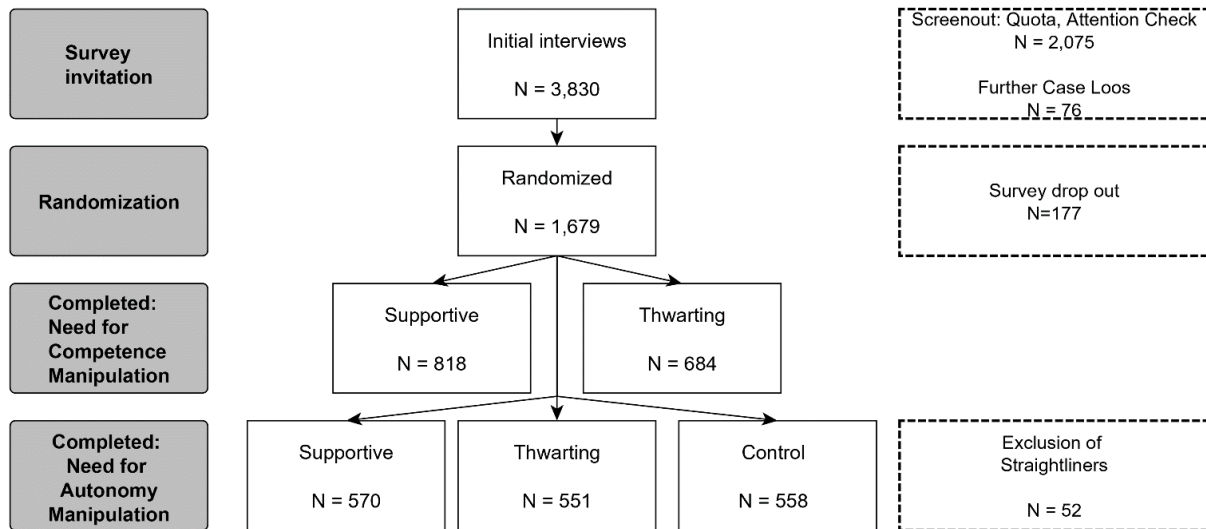 Survey
invitation
Initial interviews
N = 3,830
Screenout: Quota, Attention Check
N = 2,075
Further Case Loos
N = 76
Randomization
Randomized
N = 1,679
Survey drop out
N=177
Completed:
Need for
Competence
Manipulation
Supportive
N = 818
Thwarting
N = 684
Completed:
Need for
Autonomy
Manipulation
Supportive
N = 570
Thwarting
N = 551
Control
N = 558
Exclusion of
Straightliners
N = 52